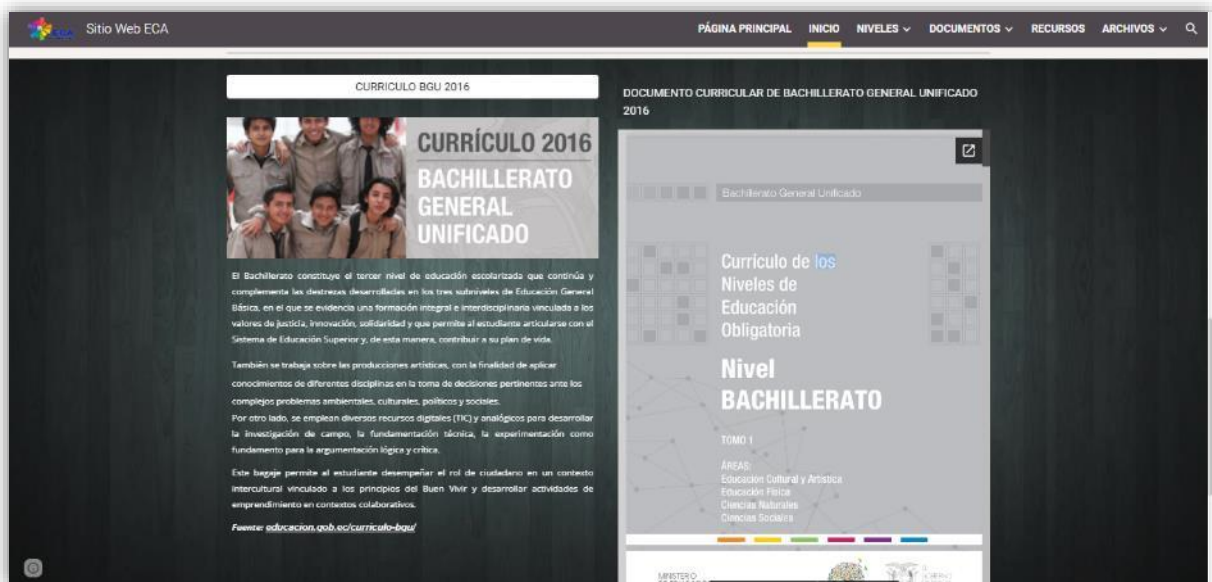 ECA
Sitio Web ECA
PÁGINA PRINCIPAL INICIO NIVELES DOCUMENTOS RECURSOS ARCHIVOS
CURRICULO BGU 2016
CURRÍCULO 2016
BACHILLERATO
GENERAL
UNIFICADO
El Bachillerato constituye el tercer nivel de educación escolarizada que continúa y
complementa las destrezas desarrolladas en los tres subniveles de Educación General
Básica, en el que se evidencia una formación integral e interdisciplinaria vinculada a los
valores de justicia, innovación, solidaridad y que permite al estudiante articularse con el
Sistema de Educación Superior y, de esta manera, contribuir a su plan de vida.
También se trabaja sobre las producciones artísticas, con la finalidad de aplicar
conocimientos de diferentes disciplinas en la toma de decisiones pertinentes ante los
complejos problemas ambientales, culturales, políticos y sociales.
Por otro lado, se emplean diversos recursos digitales (TIC) y analógicos para desarrollar
la investigación de campo, la fundamentación técnica, la experimentación como
fundamento para la argumentación lógica y crítica.
Este bagaje permite al estudiante desempeñar el rol de ciudadano en un contexto
intercultural vinculado a los principios del Buen Vivir y desarrollar actividades de
emprendimiento en contextos colaborativos.
Fuente: educacion.gob.ec/curriculo-bgu/
DOCUMENTO CURRICULAR DE BACHILLERATO GENERAL UNIFICADO
2016
Bachillerato General Unificado
Currículo de los
Niveles de
Educación
Obligatoria
Nivel
BACHILLERATO
TOMO 1
ÁREAS:
Educación Cultural y Artística
Educación Física
Ciencias Naturales
Ciencias Sociales
MINISTERIO